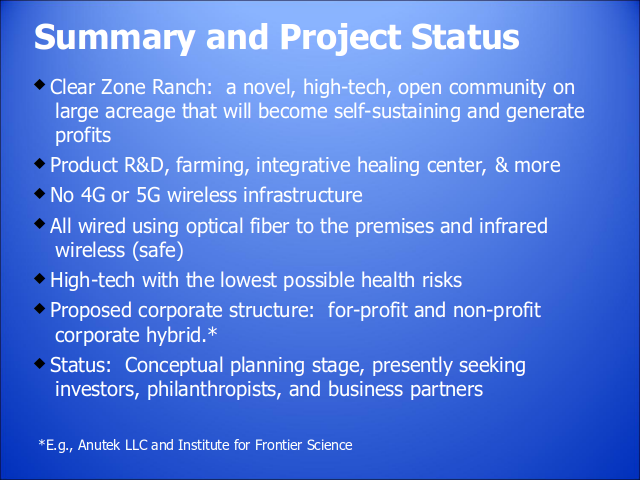 Summary and Project Status
◆ Clear Zone Ranch:  a novel, high-tech, open community on
large acreage that will become self-sustaining and generate
profits
◆ Product R&D, farming, integrative healing center, & more
◆ No 4G or 5G wireless infrastructure
◆ All wired using optical fiber to the premises and infrared
wireless (safe)
◆ High-tech with the lowest possible health risks
◆ Proposed corporate structure:  for-profit and non-profit
corporate hybrid.*
◆ Status:  Conceptual planning stage, presently seeking
investors, philanthropists, and business partners
*E.g., Anutek LLC and Institute for Frontier Science